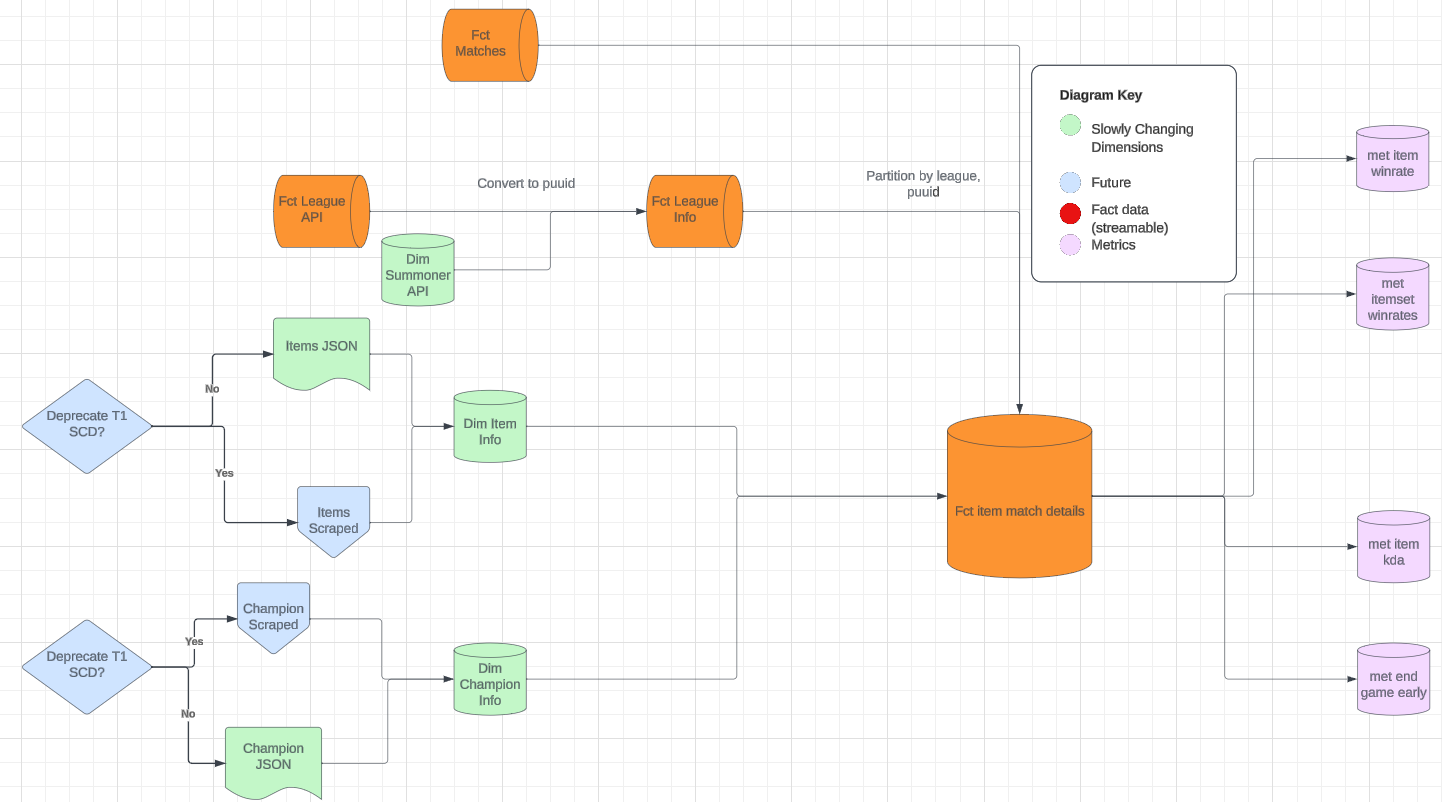 Fct
Matches
Diagram Key
Slowly Changing
Dimensions
Future
Fact data
(streamable)
Metrics
met item
winrate
Fct League
API
Convert to puuid
Fct League
Info
Partition by league,
puuid
Dim
Summoner
API
met
itemset
winrates
Items JSON
No
Deprecate T1
SCD?
Yes
Dim Item
Info
Items
Scraped
Fct item match details
met item
kda
Champion
Scraped
Yes
Deprecate T1
SCD?
No
Dim
Champion
Info
met end
game early
Champion
JSON